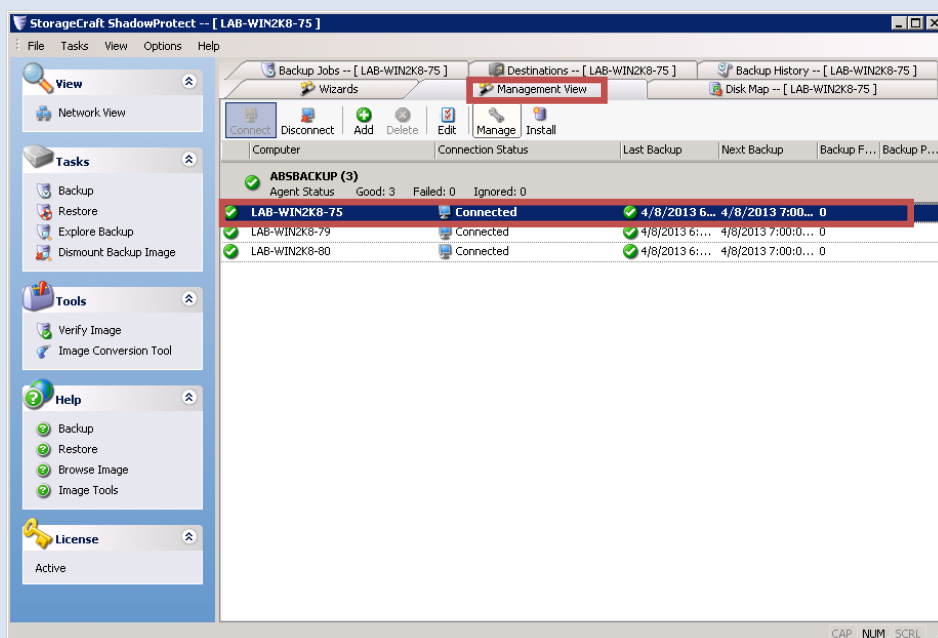 StorageCraft ShadowProtect -- [ LAB-WIN2K8-75 ]
File Tasks View Options Help
View
Network View
Tasks
Backup
Restore
Explore Backup
Dismount Backup Image
Tools
Verify Image
Image Conversion Tool
Help
Backup
Restore
Browse Image
Image Tools
License
Active
Backup Jobs -- [ LAB-WIN2K8-75 ] Destinations -- [ LAB-WIN2K8-75 ] Backup History -- [ LAB-WIN2K8-75 ]
Wizards Management View Disk Map -- [ LAB-WIN2K8-75 ]
Connect Disconnect Add Delete Edit Manage Install
Computer Connection Status Last Backup Next Backup Backup F... Backup P...
ABSBACKUP (3)
Agent Status Good: 3 Failed: 0 Ignored: 0
LAB-WIN2K8-75 Connected 4/8/2013 6... 4/8/2013 7:00... 0
LAB-WIN2K8-79 Connected 4/8/2013 6:... 4/8/2013 7:00:0... 0
LAB-WIN2K8-80 Connected 4/8/2013 6:... 4/8/2013 7:00:0... 0
CAP NUM SCRL